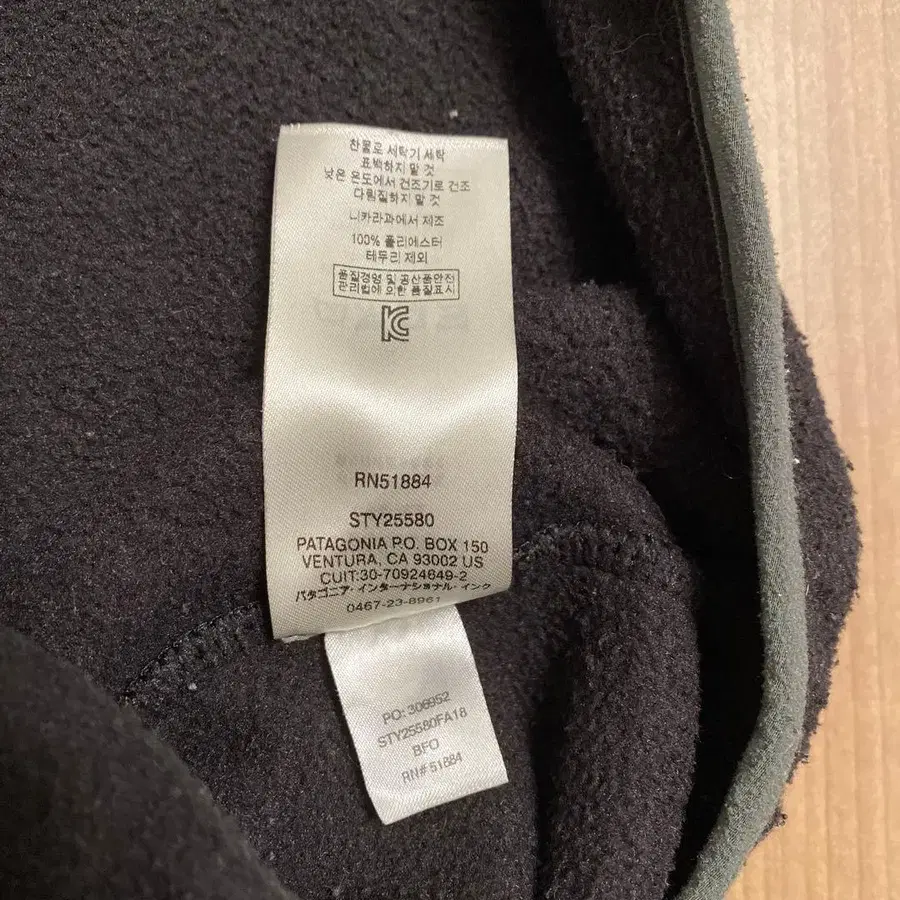 찬물로 세탁기 세탁
표백하지 말 것
낮은 온도에서 건조기로 건조
다림질하지 말 것
니카라과에서 제조
100% 폴리에스터
테두리 제외
품질경영 및 공산품안전
관리법에 의한 품질표시
RN51884
STY25580
PATAGONIA P.O. BOX 150
VENTURA, CA 93002 US
CUIT:30-70924649-2
パタゴニア・インターナショナル・インク
0467-23-8961
PO: 306952
STY25580FA18
BFO
RN# 51884